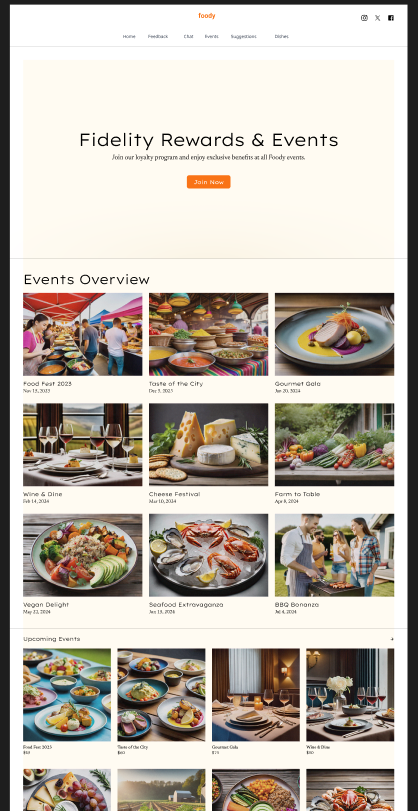 foody
Home Feedback Chat Events Suggestions Dishes
Fidelity Rewards & Events
Join our loyalty program and enjoy exclusive benefits at all Foody events.
Join Now
Events Overview
Food Fest 2023 Taste of the City Gourmet Gala
Nov 15, 2023 Dec 5, 2023 Jan 20, 2024
Wine & Dine Cheese Festival Farm to Table
Feb 14, 2024 Mar 10, 2024 Apr 8, 2024
Vegan Delight Seafood Extravaganza BBQ Bonanza
May 22, 2024 Jun 15, 2024 Jul 4, 2024
Upcoming Events +
Food Fest 2023 Taste of the City Gourmet Gala Wine & Dine
$60 $75